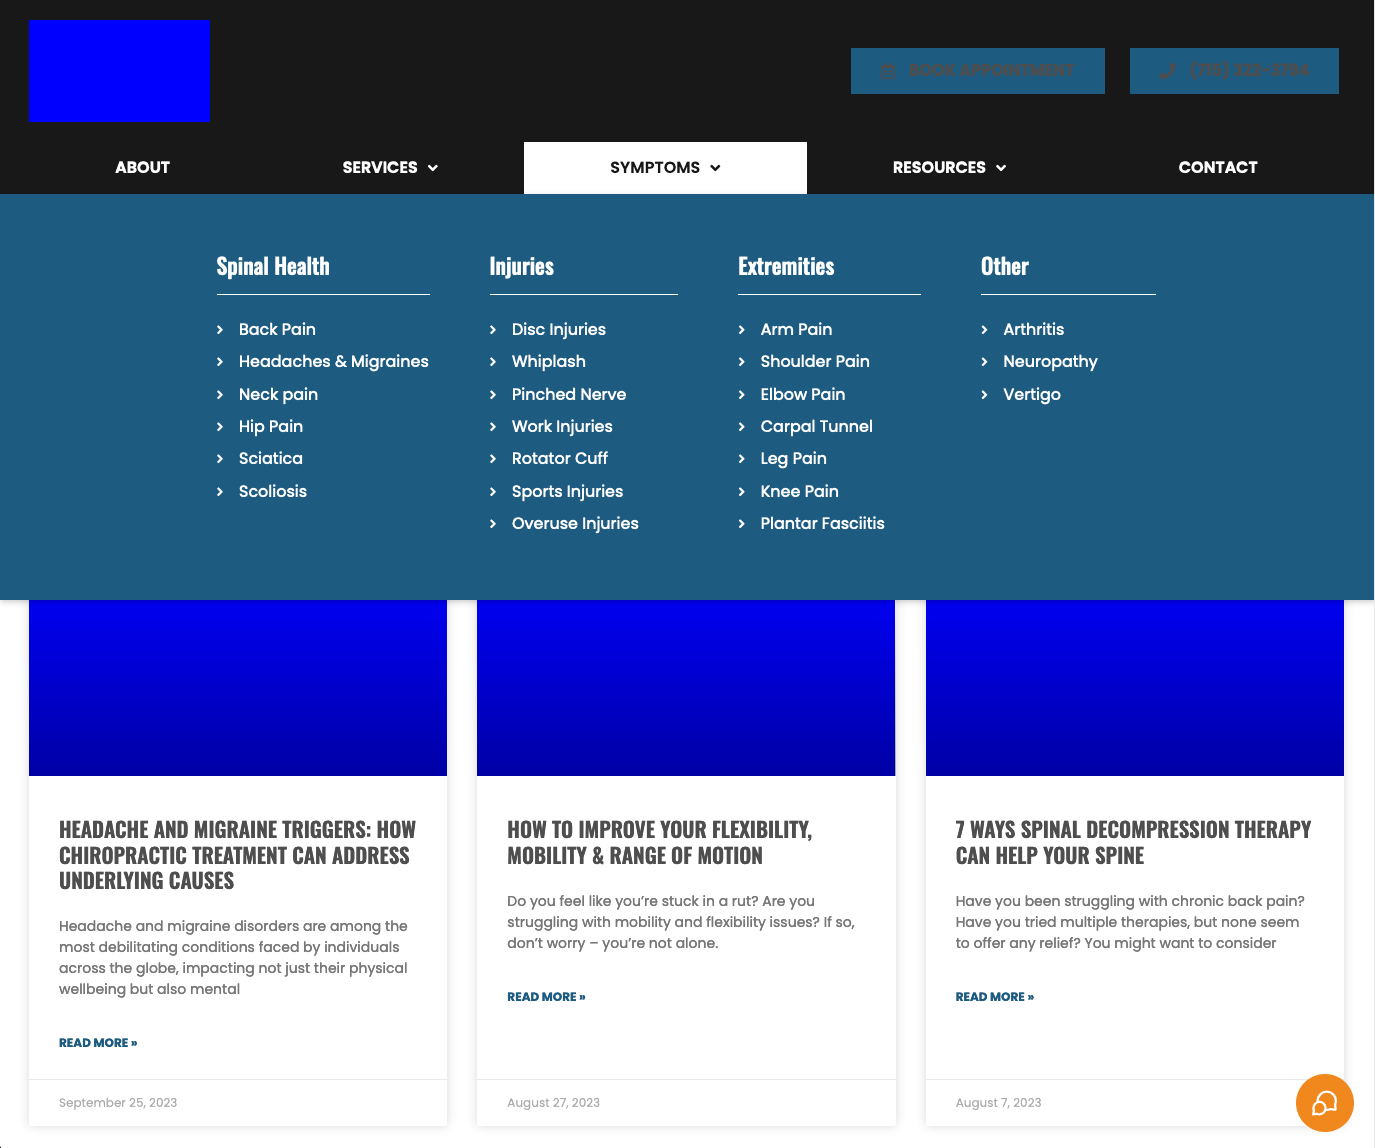 BOOK APPOINTMENT
ABOUT
SERVICES
SYMPTOMS
RESOURCES
CONTACT
Spinal Health
Back Pain
Headaches & Migraines
Neck pain
Hip Pain
Sciatica
Scoliosis
Injuries
Disc Injuries
Whiplash
Pinched Nerve
Work Injuries
Rotator Cuff
Sports Injuries
Overuse Injuries
Extremities
Arm Pain
Shoulder Pain
Elbow Pain
Carpal Tunnel
Leg Pain
Knee Pain
Plantar Fasciitis
Other
Arthritis
Neuropathy
Vertigo
HEADACHE AND MIGRAINE TRIGGERS: HOW
CHIROPRACTIC TREATMENT CAN ADDRESS
UNDERLYING CAUSES
Headache and migraine disorders are among the
most debilitating conditions faced by individuals
across the globe, impacting not just their physical
wellbeing but also mental
READ MORE »
September 25, 2023
HOW TO IMPROVE YOUR FLEXIBILITY,
MOBILITY & RANGE OF MOTION
Do you feel like you’re stuck in a rut? Are you
struggling with mobility and flexibility issues? If so,
don’t worry – you’re not alone.
READ MORE »
August 27, 2023
7 WAYS SPINAL DECOMPRESSION THERAPY
CAN HELP YOUR SPINE
Have you been struggling with chronic back pain?
Have you tried multiple therapies, but none seem
to offer any relief? You might want to consider
READ MORE »
August 7, 2023